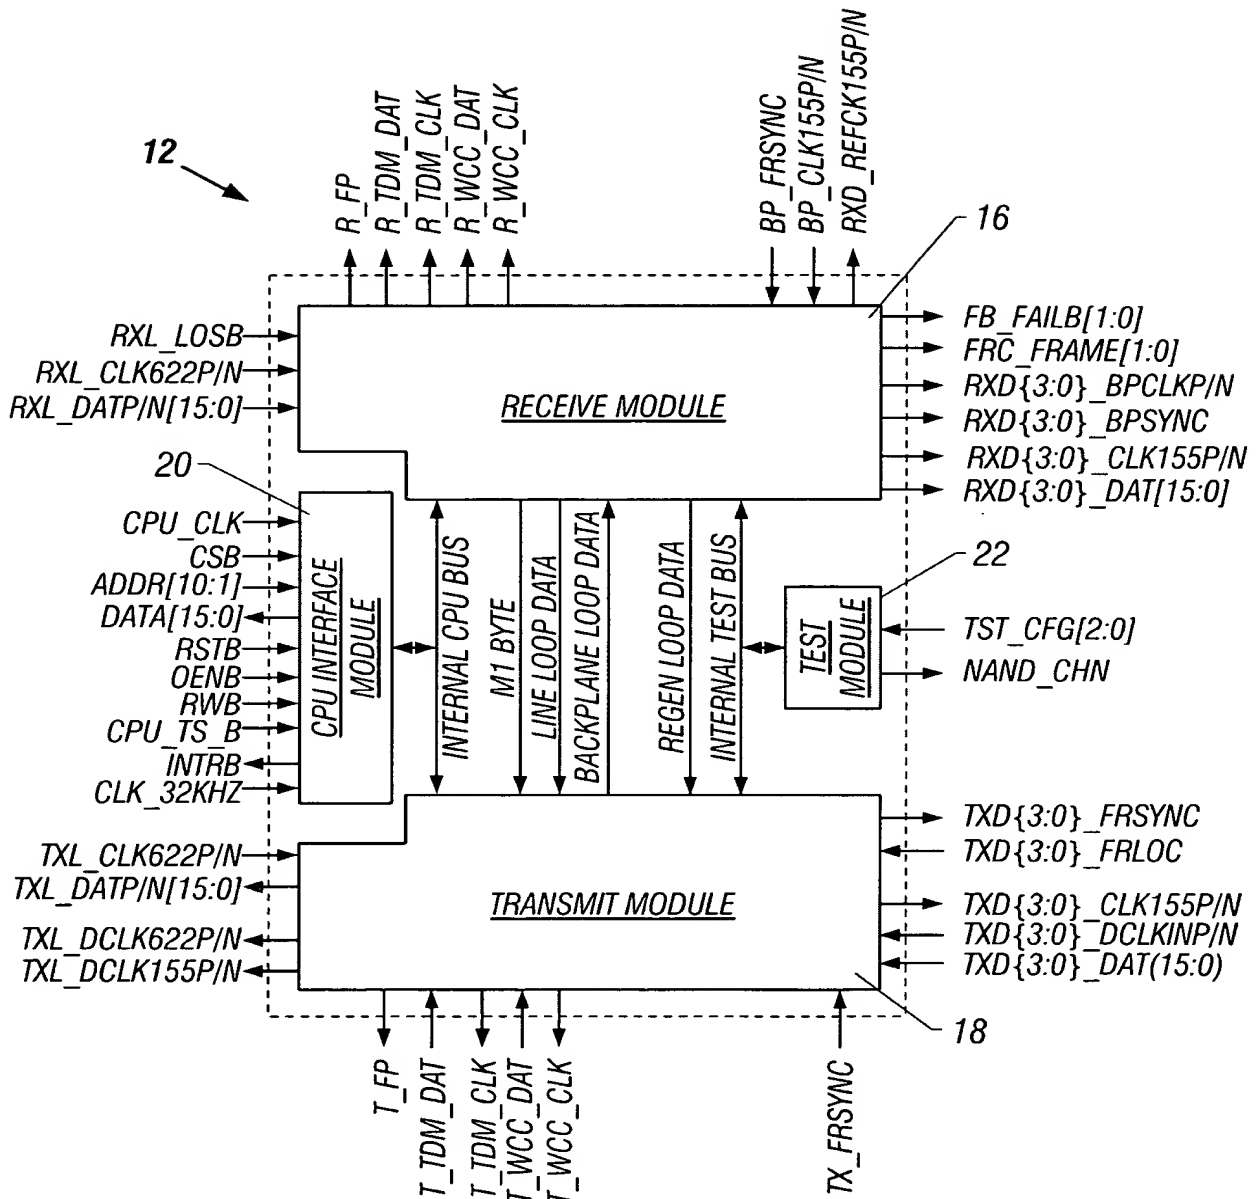 12
R_FP
R_TDM_DAT
R_TDM_CLK
R_WCC_DAT
R_WCC_CLK
BP_FRSYNC
BP_CLK155P/N
RXD_REFCK155P/N
16
RXL_LOSB
RXL_CLK622P/N
RXL_DATP/N[15:0]
RECEIVE MODULE
FB_FAILB[1:0]
FRC_FRAME[1:0]
RXD{3:0}_BPCLKP/N
RXD{3:0}_BPSYNC
RXD{3:0}_CLK155P/N
RXD{3:0}_DAT[15:0]
20
CPU_CLK
CSB
ADDR[10:1]
DATA[15:0]
RSTB
OENB
RWB
CPU_TS_B
INTRB
CLK_32KHZ
CPU INTERFACE
MODULE
INTERNAL CPU BUS
M1 BYTE
LINE LOOP DATA
BACKPLANE LOOP DATA
REGEN LOOP DATA
INTERNAL TEST BUS
TEST
MODULE
22
TST_CFG[2:0]
NAND_CHN
TXL_CLK622P/N
TXL_DATP/N[15:0]
TXL_DCLK622P/N
TXL_DCLK155P/N
TRANSMIT MODULE
TXD{3:0}_FRSYNC
TXD{3:0}_FRLOC
TXD{3:0}_CLK155P/N
TXD{3:0}_DCLKINP/N
TXD{3:0}_DAT(15:0)
18
T_FP
T_TDM_DAT
T_TDM_CLK
T_WCC_DAT
T_WCC_CLK
TX_FRSYNC